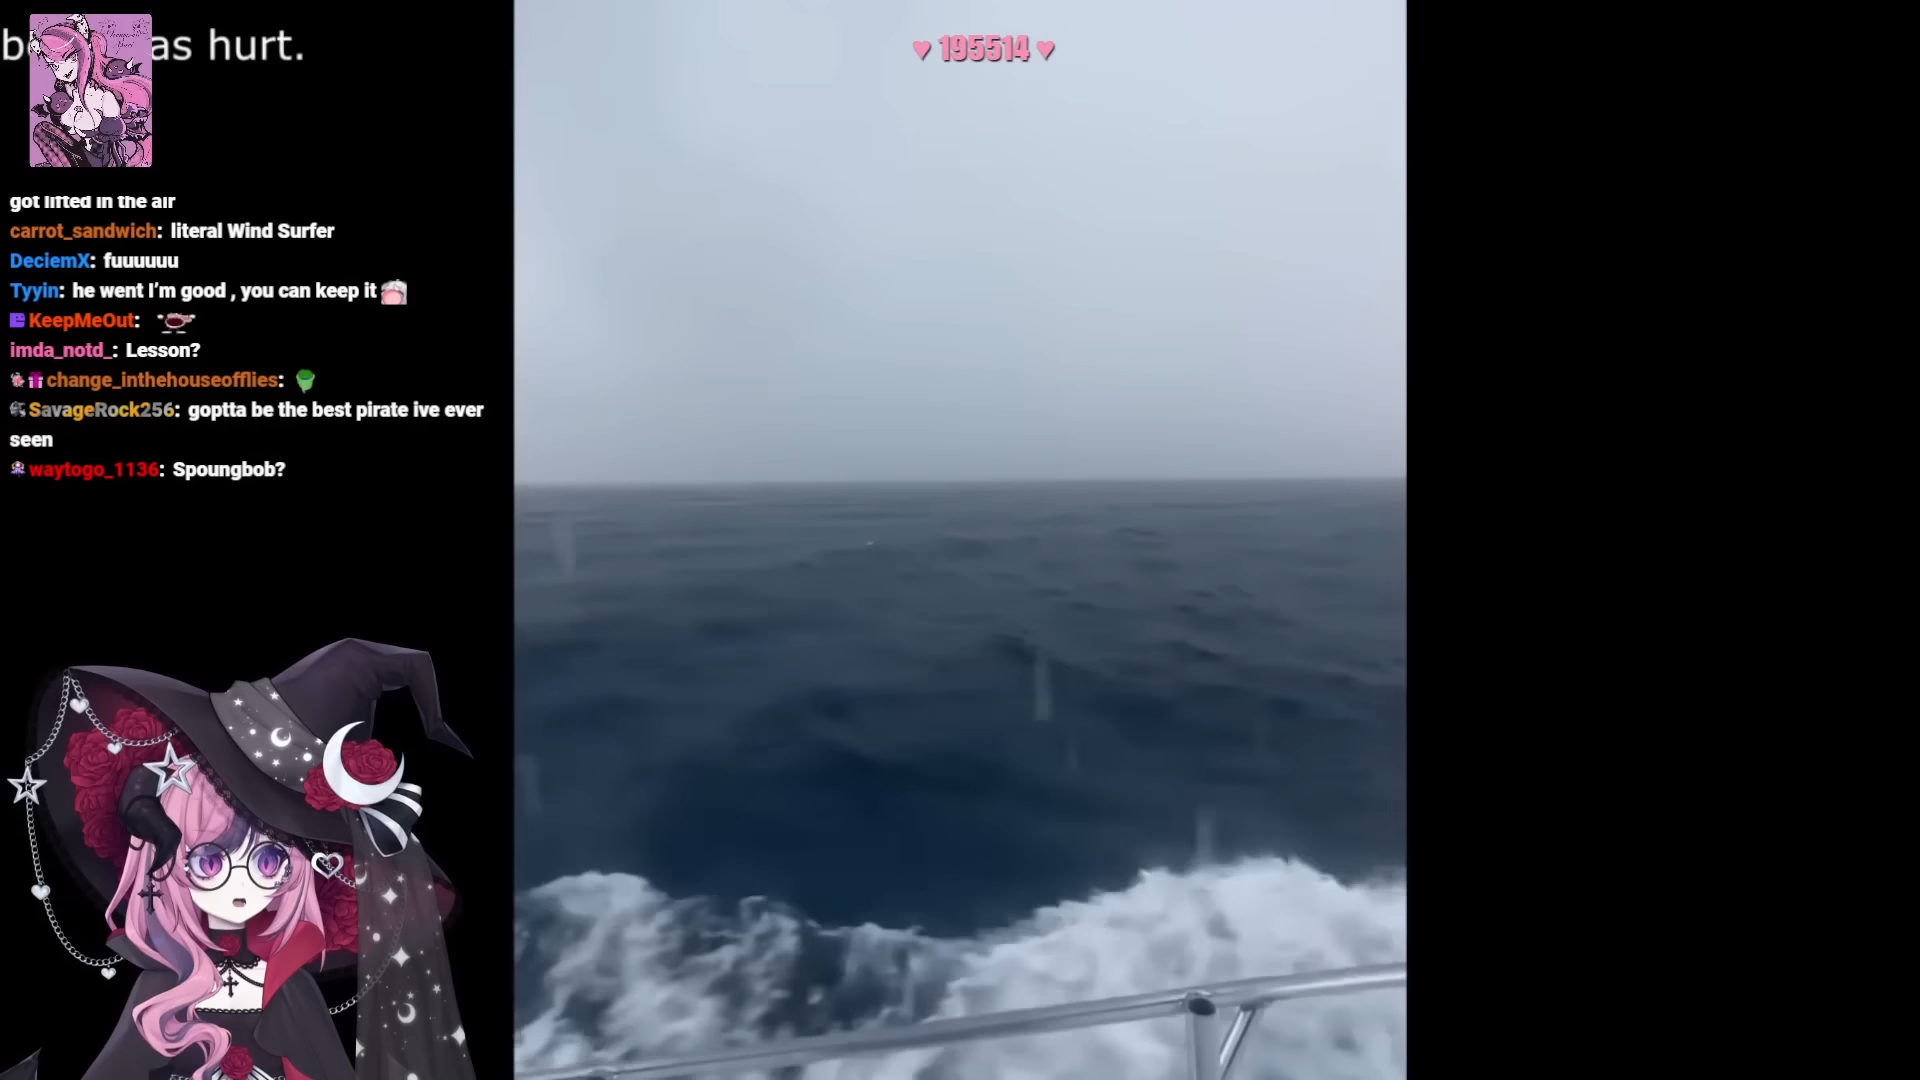 as hurt.
♥ 195514 ♥
got lifted in the air
carrot_sandwich: literal Wind Surfer
DeciemX: fuuuuuu
Tyyin: he went I'm good , you can keep it
KeepMeOut:
imda_notd_: Lesson?
change_inthehouseofflies:
SavageRock256: goptta be the best pirate ive ever
seen
waytogo_1136: Spoungbob?